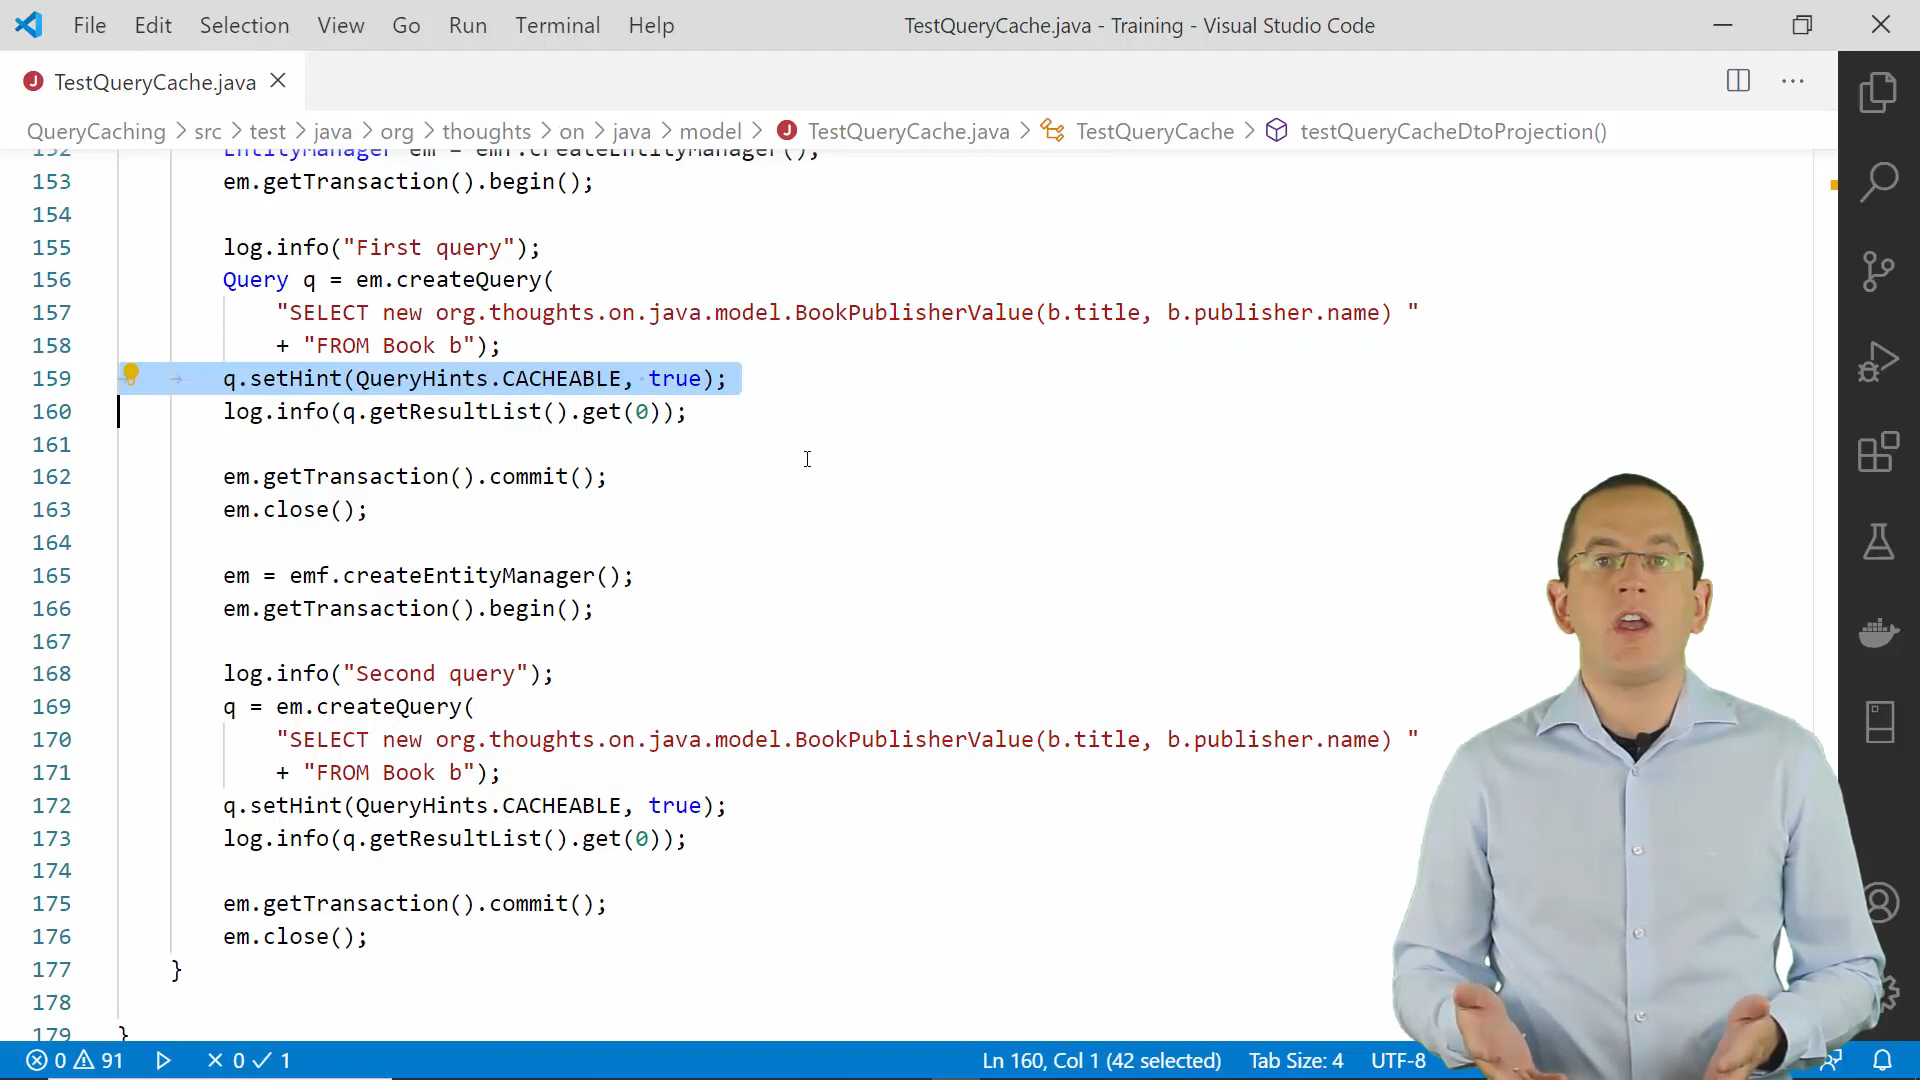 File Edit Selection View Go Run Terminal Help TestQueryCache.java - Training - Visual Studio Code
TestQueryCache.java
QueryCaching > src > test > java > org > thoughts > on > java > model > TestQueryCache.java > TestQueryCache > testQueryCacheDtoProjection()
152 EntityManager em = emf.createEntityManager();
153 em.getTransaction().begin();
154
155 log.info("First query");
156 Query q = em.createQuery(
157 "SELECT new org.thoughts.on.java.model.BookPublisherValue(b.title, b.publisher.name) "
158 + "FROM Book b");
159 q.setHint(QueryHints.CACHEABLE, true);
160 log.info(q.getResultList().get(0));
161
162 em.getTransaction().commit();
163 em.close();
164
165 em = emf.createEntityManager();
166 em.getTransaction().begin();
167
168 log.info("Second query");
169 q = em.createQuery(
170 "SELECT new org.thoughts.on.java.model.BookPublisherValue(b.title, b.publisher.name) "
171 + "FROM Book b");
172 q.setHint(QueryHints.CACHEABLE, true);
173 log.info(q.getResultList().get(0));
174
175 em.getTransaction().commit();
176 em.close();
177 }
178
179 }
0 91 0 1 Ln 160, Col 1 (42 selected) Tab Size: 4 UTF-8